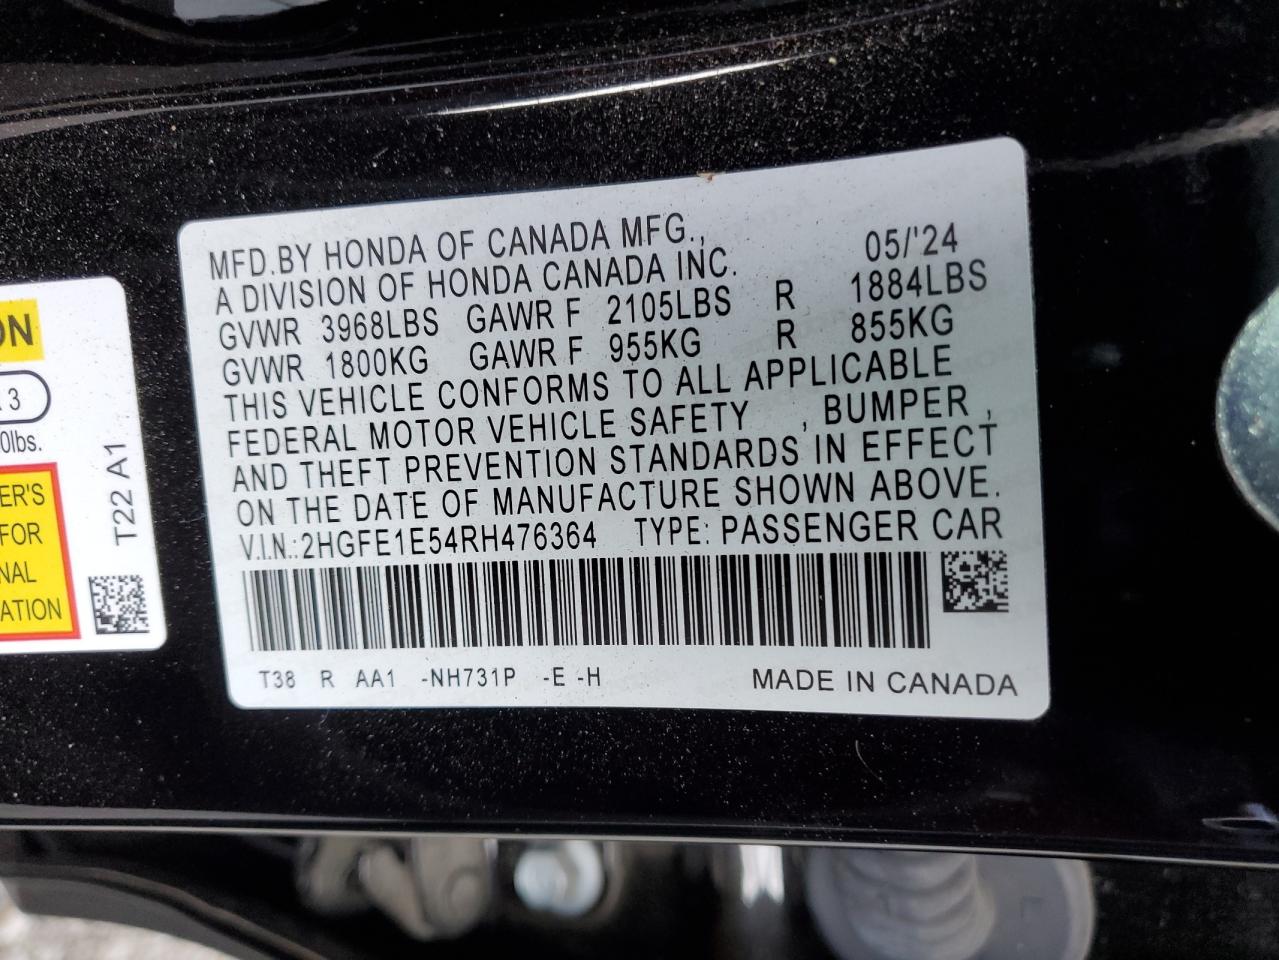 MFD.BY HONDA OF CANADA MFG.,
A DIVISION OF HONDA CANADA INC. 05/'24
GVWR 3968LBS GAWR F 2105LBS R 1884LBS
GVWR 1800KG GAWR F 955KG R 855KG
THIS VEHICLE CONFORMS TO ALL APPLICABLE
FEDERAL MOTOR VEHICLE SAFETY , BUMPER ,
AND THEFT PREVENTION STANDARDS IN EFFECT
ON THE DATE OF MANUFACTURE SHOWN ABOVE.
V.I.N.:2HGFE1E54RH476364 TYPE: PASSENGER CAR
T38 R AA1 -NH731P -E -H MADE IN CANADA
ON
3
0lbs.
ER'S
FOR
NAL
ATION
T22 A1